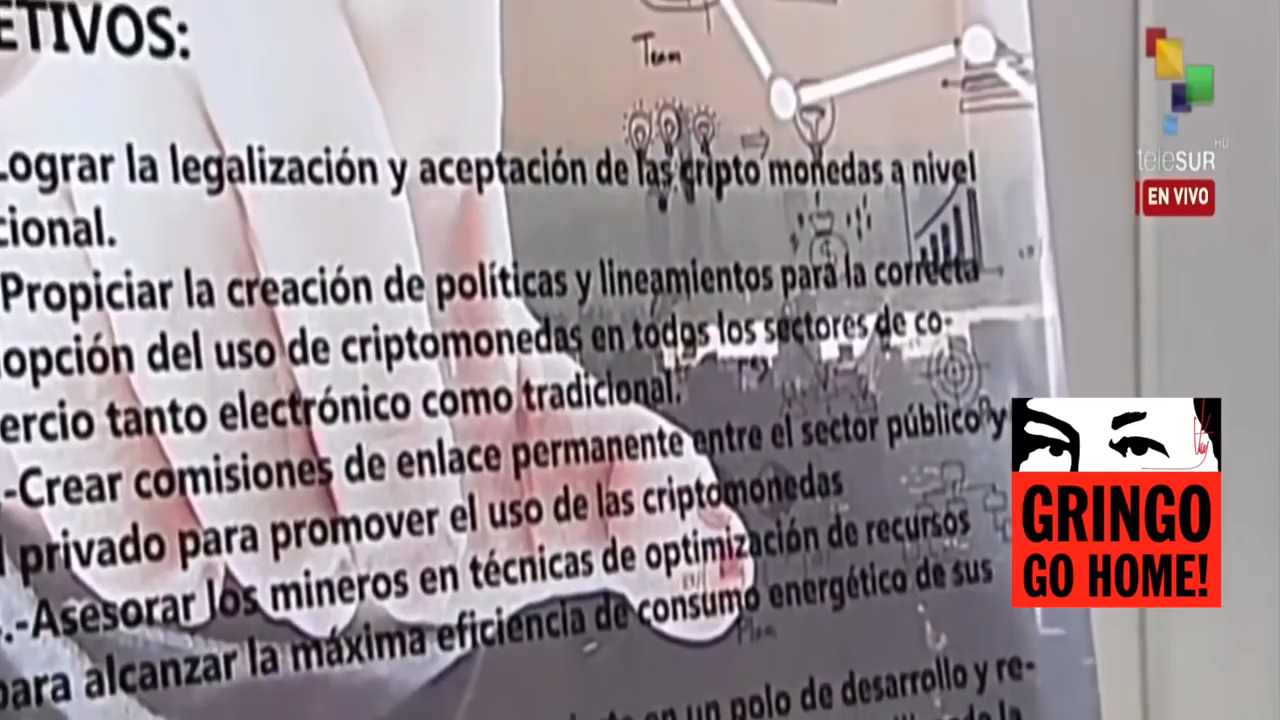 ETIVOS:
Team
Lograr la legalización y aceptación de las cripto monedas a nivel
cional.
Propiciar la creación de políticas y lineamientos para la correcta
opción del uso de criptomonedas en todos los sectores de co-
ercio tanto electrónico como tradicional.
.-Crear comisiones de enlace permanente entre el sector público y
l privado para promover el uso de las criptomonedas
.-Asesorar los mineros en técnicas de optimización de recursos
para alcanzar la máxima eficiencia de consumo energético de sus
Plan
en un polo de desarrollo y re-
la
teleSUR HD
EN VIVO
GRINGO
GO HOME!